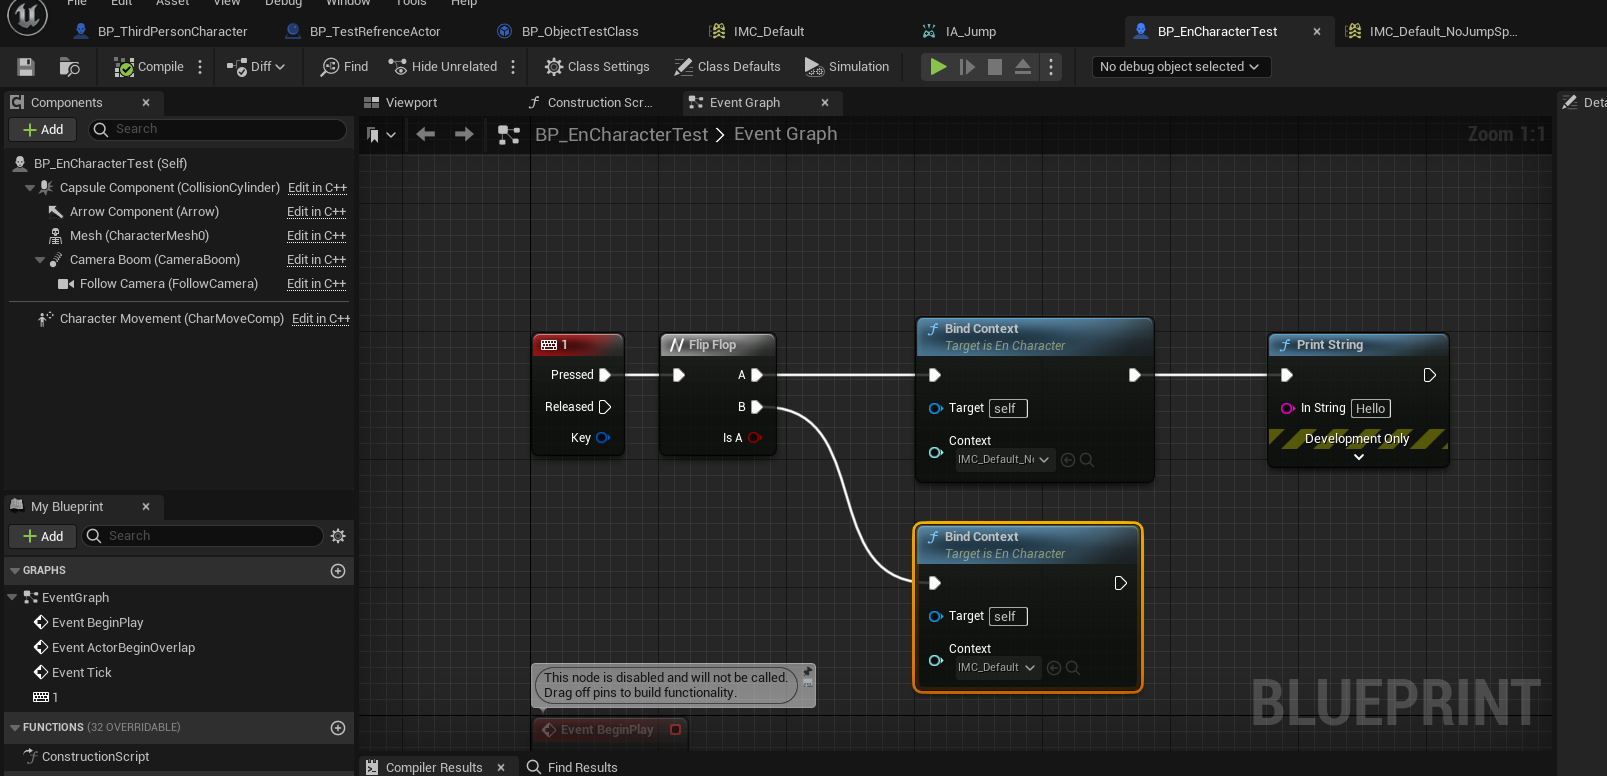 File Edit Asset View Debug Window Tools Help
BP_ThirdPersonCharacter BP_TestRefrenceActor BP_ObjectTestClass IMC_Default IA_Jump BP_EnCharacterTest IMC_Default_NoJumpSp...
Compile Diff Find Hide Unrelated Class Settings Class Defaults Simulation No debug object selected
Components
Add Search
BP_EnCharacterTest (Self)
Capsule Component (CollisionCylinder) Edit in C++
Arrow Component (Arrow) Edit in C++
Mesh (CharacterMesh0) Edit in C++
Camera Boom (CameraBoom) Edit in C++
Follow Camera (FollowCamera) Edit in C++
Character Movement (CharMoveComp) Edit in C++
My Blueprint
Add Search
GRAPHS
EventGraph
Event BeginPlay
Event ActorBeginOverlap
Event Tick
1
FUNCTIONS (32 OVERRIDABLE)
ConstructionScript
Viewport Construction Scr... Event Graph
BP_EnCharacterTest > Event Graph Zoom 1:1
1
Pressed
Released
Key
Flip Flop
A
B
Is A
Bind Context
Target is En Character
Target self
Context
IMC_Default_No
Print String
In String Hello
Development Only
Bind Context
Target is En Character
Target self
Context
IMC_Default
This node is disabled and will not be called.
Drag off pins to build functionality.
Event BeginPlay
BLUEPRINT
Compiler Results Find Results
Deta